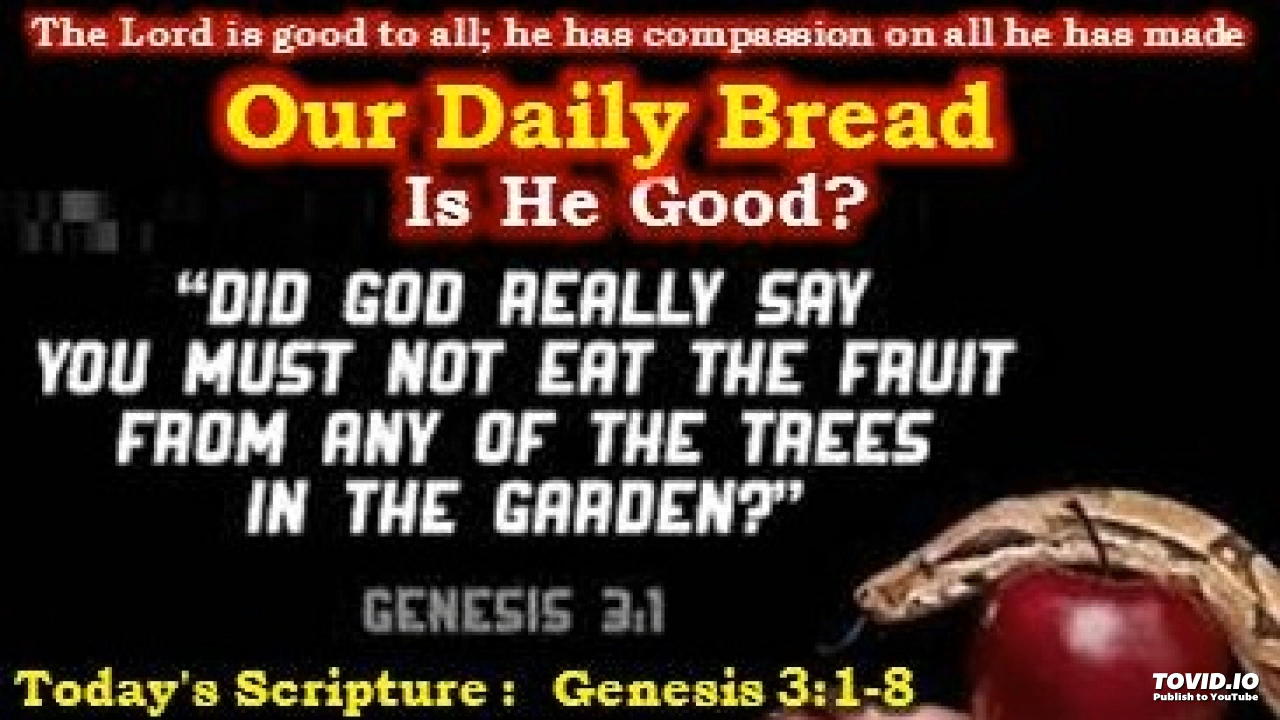 The Lord is good to all; he has compassion on all he has made
Our Daily Bread
Is He Good?
“DID GOD REALLY SAY
YOU MUST NOT EAT THE FRUIT
FROM ANY OF THE TREES
IN THE GARDEN?”
GENESIS 3:1
Today's Scripture : Genesis 3:1-8
TOVID.IO
Publish to YouTube